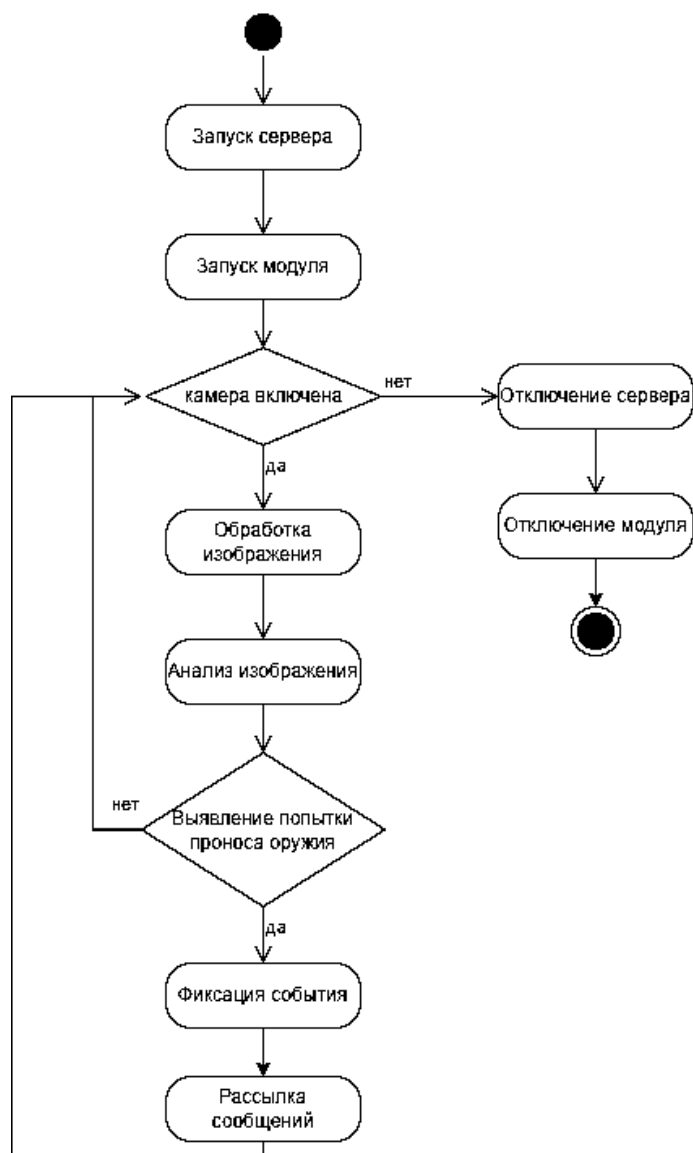 Запуск сервера
Запуск модуля
камера включена
нет
Отключение сервера
да
Отключение модуля
Обработка
изображения
Анализ изображения
нет
Выявление попытки
проноса оружия
да
Фиксация события
Рассылка
сообщений